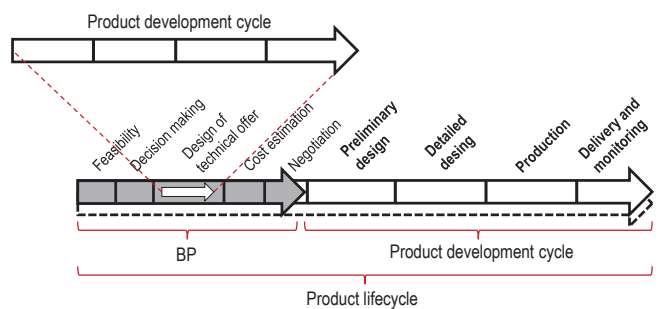 Product development cycle
Feasibility
Decision making
Design of
technical offer
Cost estimation
Negotiation
Preliminary
design
Detailed
desing
Production
Delivery and
monitoring
BP
Product development cycle
Product lifecycle